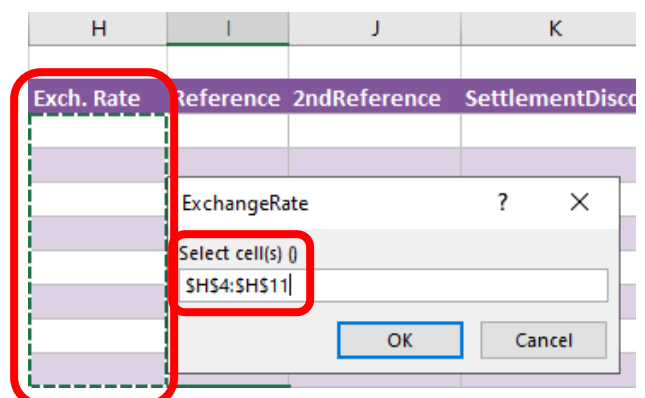 H I J K
Exch. Rate Reference 2ndReference SettlementDisco
ExchangeRate ? ×
Select cell(s) ()
$H$4:$H$11
OK Cancel